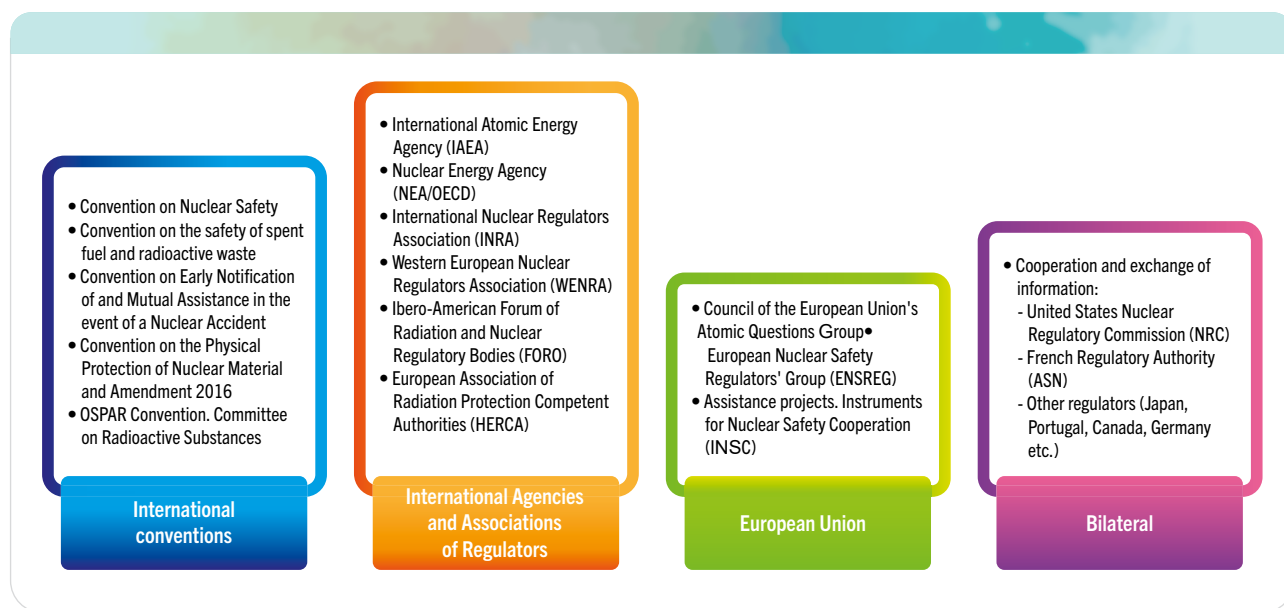 • Convention on Nuclear Safety
• Convention on the safety of spent
fuel and radioactive waste
• Convention on Early Notification
of and Mutual Assistance in the
event of a Nuclear Accident
• Convention on the Physical
Protection of Nuclear Material
and Amendment 2016
• OSPAR Convention. Committee
on Radioactive Substances
International
conventions
• International Atomic Energy
Agency (IAEA)
• Nuclear Energy Agency
(NEA/OECD)
• International Nuclear Regulators
Association (INRA)
• Western European Nuclear
Regulators Association (WENRA)
• Ibero-American Forum of
Radiation and Nuclear
Regulatory Bodies (FORO)
• European Association of
Radiation Protection Competent
Authorities (HERCA)
International Agencies
and Associations
of Regulators
• Council of the European Union's
Atomic Questions Group•
European Nuclear Safety
Regulators' Group (ENSREG)
• Assistance projects. Instruments
for Nuclear Safety Cooperation
(INSC)
European Union
• Cooperation and exchange of
information:
- United States Nuclear
Regulatory Commission (NRC)
- French Regulatory Authority
(ASN)
- Other regulators (Japan,
Portugal, Canada, Germany
etc.)
Bilateral